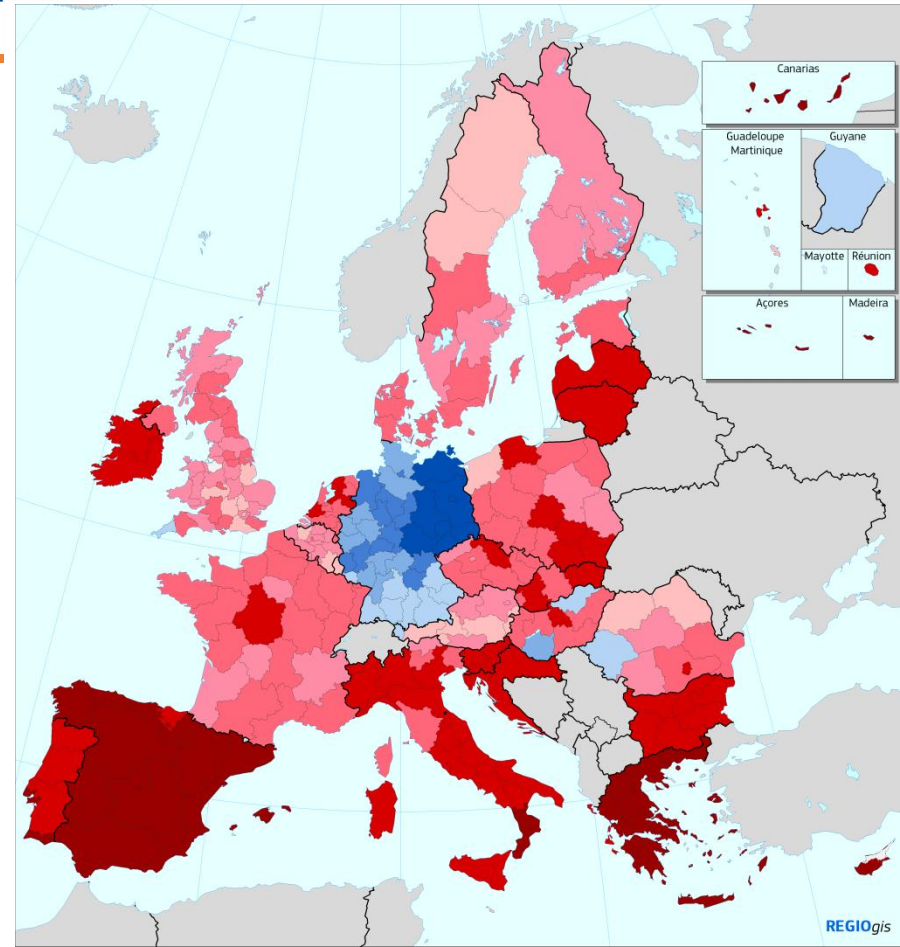 Canarias
Guadeloupe
Martinique
Guyane
Mayotte
Réunion
Açores
Madeira
REGIOgis